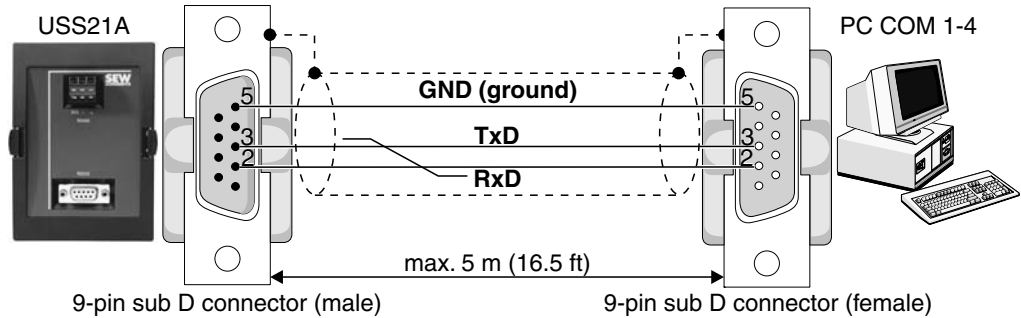 USS21A
PC COM 1-4
SEW
GND (ground)
5
5
TxD
3
3
2
2
RxD
max. 5 m (16.5 ft)
9-pin sub D connector (male)
9-pin sub D connector (female)